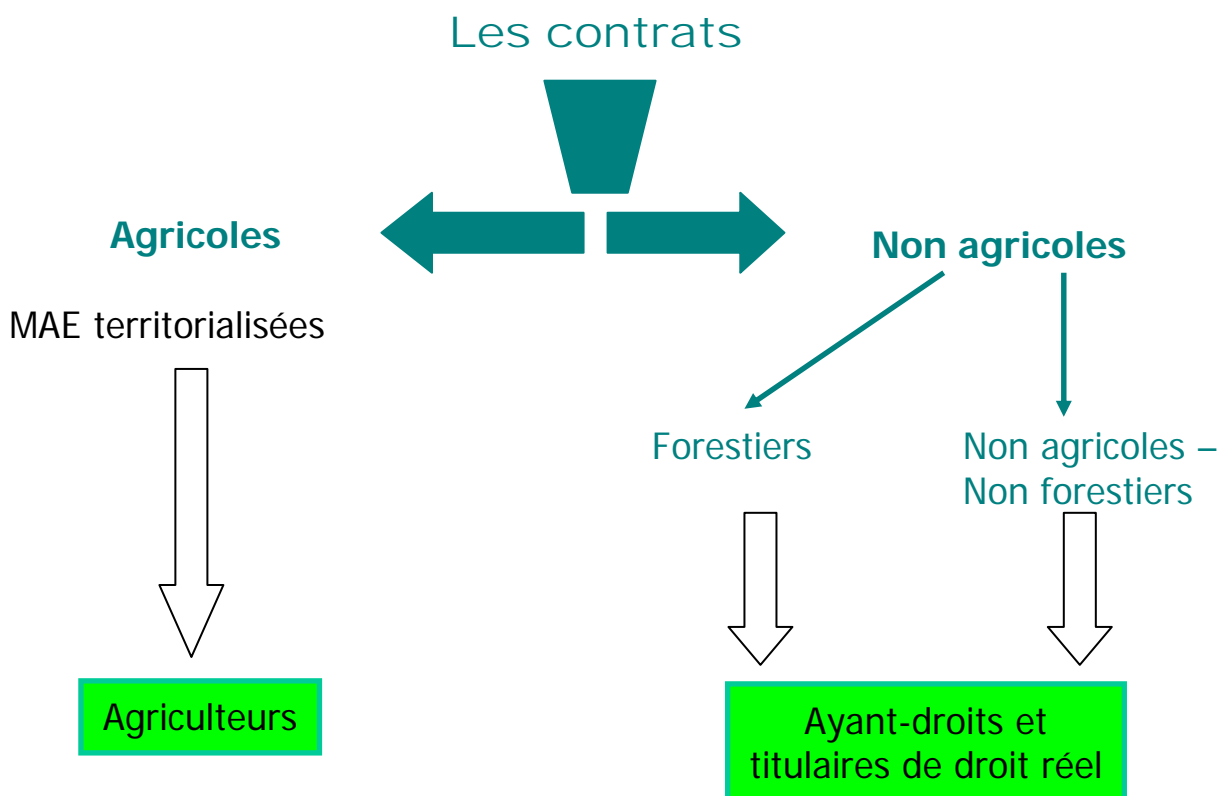 Les contrats
Agricoles
Non agricoles
MAE territorialisées
Forestiers
Non agricoles –
Non forestiers
Agriculteurs
Ayant-droits et
titulaires de droit réel